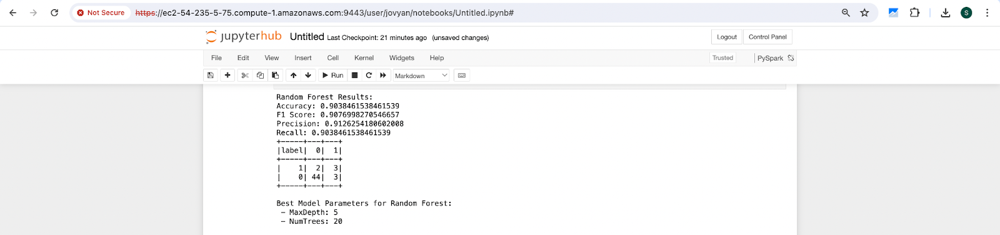 Not Secure https://ec2-54-235-5-75.compute-1.amazonaws.com:9443/user/jovyan/notebooks/Untitled.ipynb# S
jupyterhub Untitled Last Checkpoint: 21 minutes ago (unsaved changes) Logout Control Panel
File Edit View Insert Cell Kernel Widgets Help Trusted PySpark
Run Markdown
Random Forest Results:
Accuracy: 0.9038461538461539
F1 Score: 0.9076998270546657
Precision: 0.9126254180602008
Recall: 0.9038461538461539
+-----+---+---+
|label|  0|  1|
+-----+---+---+
|    1|  2|  3|
|    0| 44|  3|
+-----+---+---+
Best Model Parameters for Random Forest:
- MaxDepth: 5
- NumTrees: 20